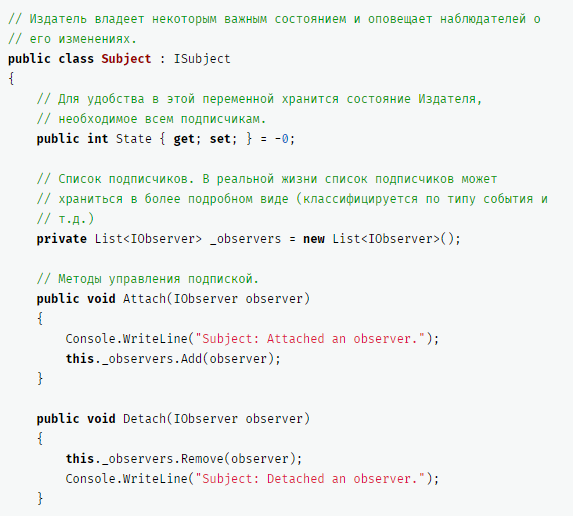 // Издатель владеет некоторым важным состоянием и оповещает наблюдателей о
// его изменениях.
public class Subject : ISubject
{
    // Для удобства в этой переменной хранится состояние Издателя,
    // необходимое всем подписчикам.
    public int State { get; set; } = -0;

    // Список подписчиков. В реальной жизни список подписчиков может
    // храниться в более подробном виде (классифицируется по типу события и
    // т.д.)
    private List<IObserver> _observers = new List<IObserver>();

    // Методы управления подпиской.
    public void Attach(IObserver observer)
    {
        Console.WriteLine("Subject: Attached an observer.");
        this._observers.Add(observer);
    }

    public void Detach(IObserver observer)
    {
        this._observers.Remove(observer);
        Console.WriteLine("Subject: Detached an observer.");
    }